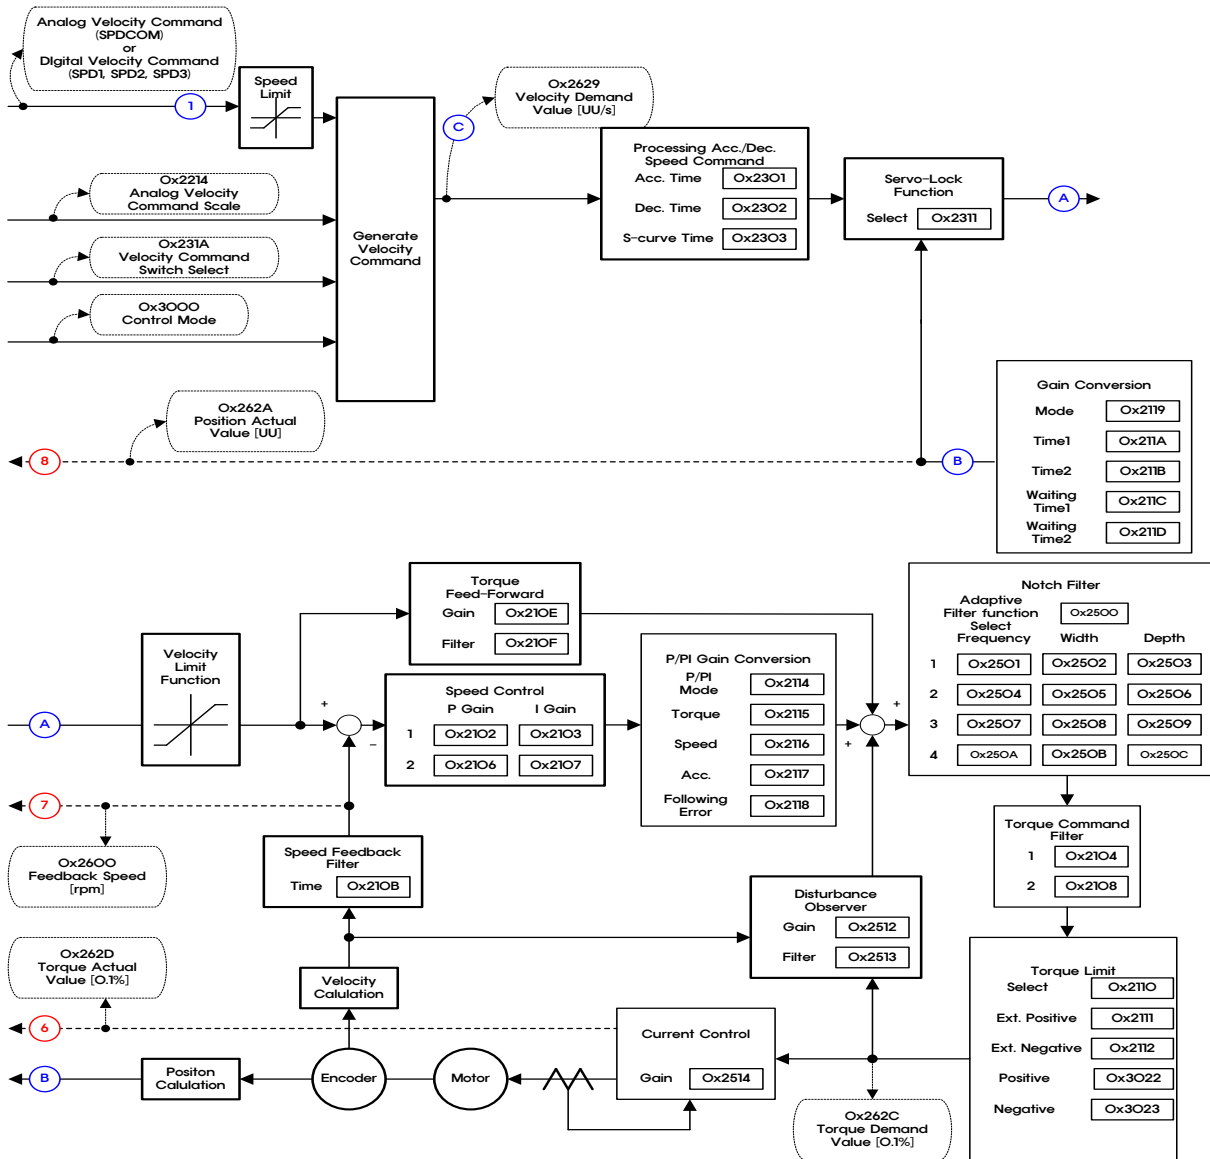 Analog Velocity Command
(SPDCOM)
or
DIgital Velocity Command
(SPD1, SPD2, SPD3)
1
Speed
Limit
0x2629
Velocity Demand
Value [UU/s]
C
Processing Acc./Dec.
Speed Command
Acc. Time 0x2301
Dec. Time 0x2302
S-curve Time 0x2303
Servo-Lock
Function
Select 0x2311
A
0x2214
Analog Velocity
Command Scale
0x231A
Velocity Command
Switch Select
0x3000
Control Mode
Generate
Velocity
Command
0x262A
Position Actual
Value [UU]
8
B
Gain Conversion
Mode 0x2119
Time1 0x211A
Time2 0x211B
Waiting
Time1 0x211C
Waiting
Time2 0x211D
Torque
Feed-Forward
Gain 0x210E
Filter 0x210F
Notch Filter
Adaptive
Filter function
Select 0x2500
Frequency Width Depth
1 0x2501 0x2502 0x2503
2 0x2504 0x2505 0x2506
3 0x2507 0x2508 0x2509
4 0x250A 0x250B 0x250C
Velocity
Limit
Function
A
+
−
Speed Control
P Gain I Gain
1 0x2102 0x2103
2 0x2106 0x2107
P/PI Gain Conversion
P/PI
Mode 0x2114
Torque 0x2115
Speed 0x2116
Acc. 0x2117
Following
Error 0x2118
+
+
7
0x2600
Feedback Speed
[rpm]
Speed Feedback
Filter
Time 0x210B
Torque Command
Filter
1 0x2104
2 0x2108
Disturbance
Observer
Gain 0x2512
Filter 0x2513
0x262D
Torque Actual
Value [0.1%]
Velocity
Calulation
6
Torque Limit
Select 0x2110
Ext. Positive 0x2111
Ext. Negative 0x2112
Positive 0x3022
Negative 0x3023
Current Control
Gain 0x2514
B
Positon
Calulation
Encoder
Motor
0x262C
Torque Demand
Value [0.1%]